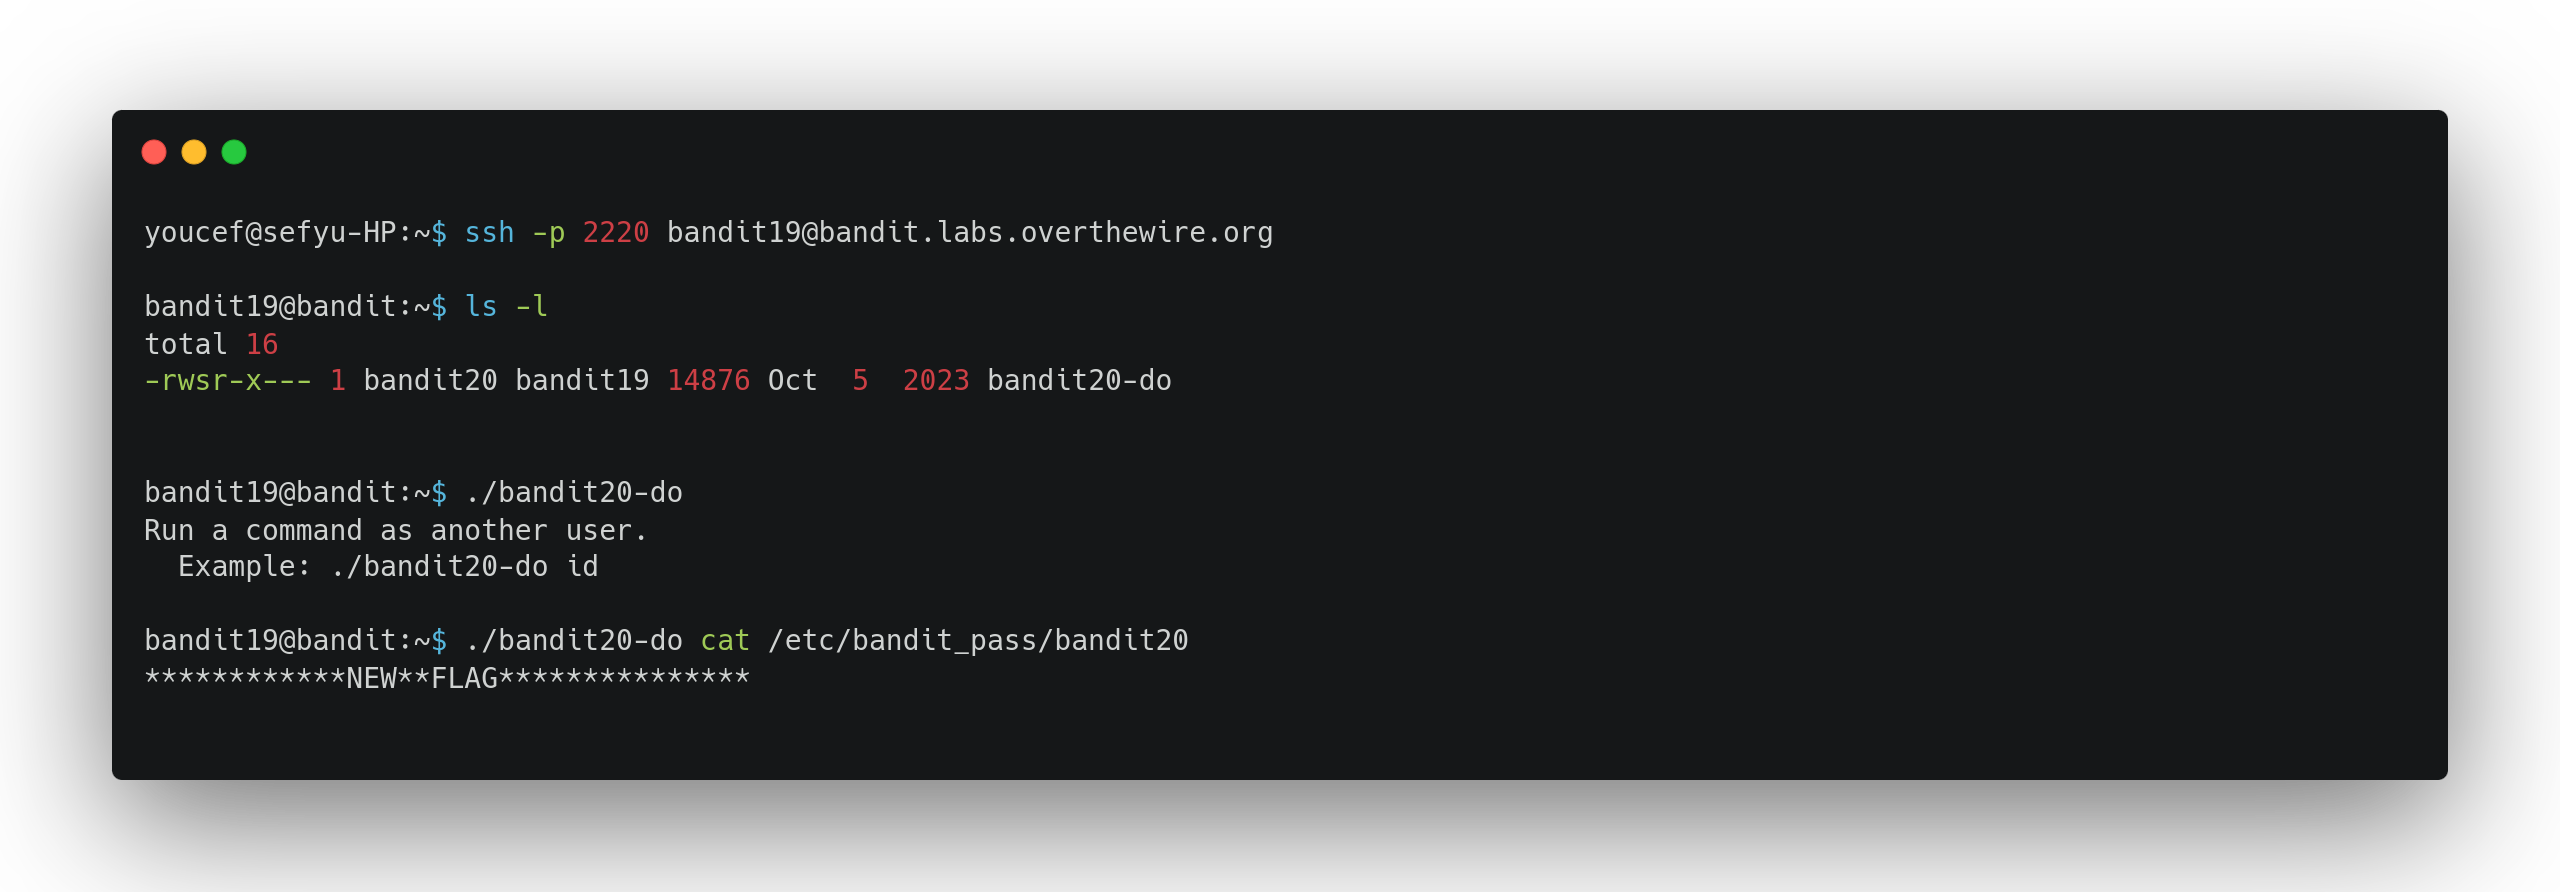 youcef@sefyu-HP:~$ ssh -p 2220 bandit19@bandit.labs.overthewire.org
bandit19@bandit:~$ ls -l
total 16
-rwsr-x--- 1 bandit20 bandit19 14876 Oct  5  2023 bandit20-do
bandit19@bandit:~$ ./bandit20-do
Run a command as another user.
  Example: ./bandit20-do id
bandit19@bandit:~$ ./bandit20-do cat /etc/bandit_pass/bandit20
************NEW**FLAG***************